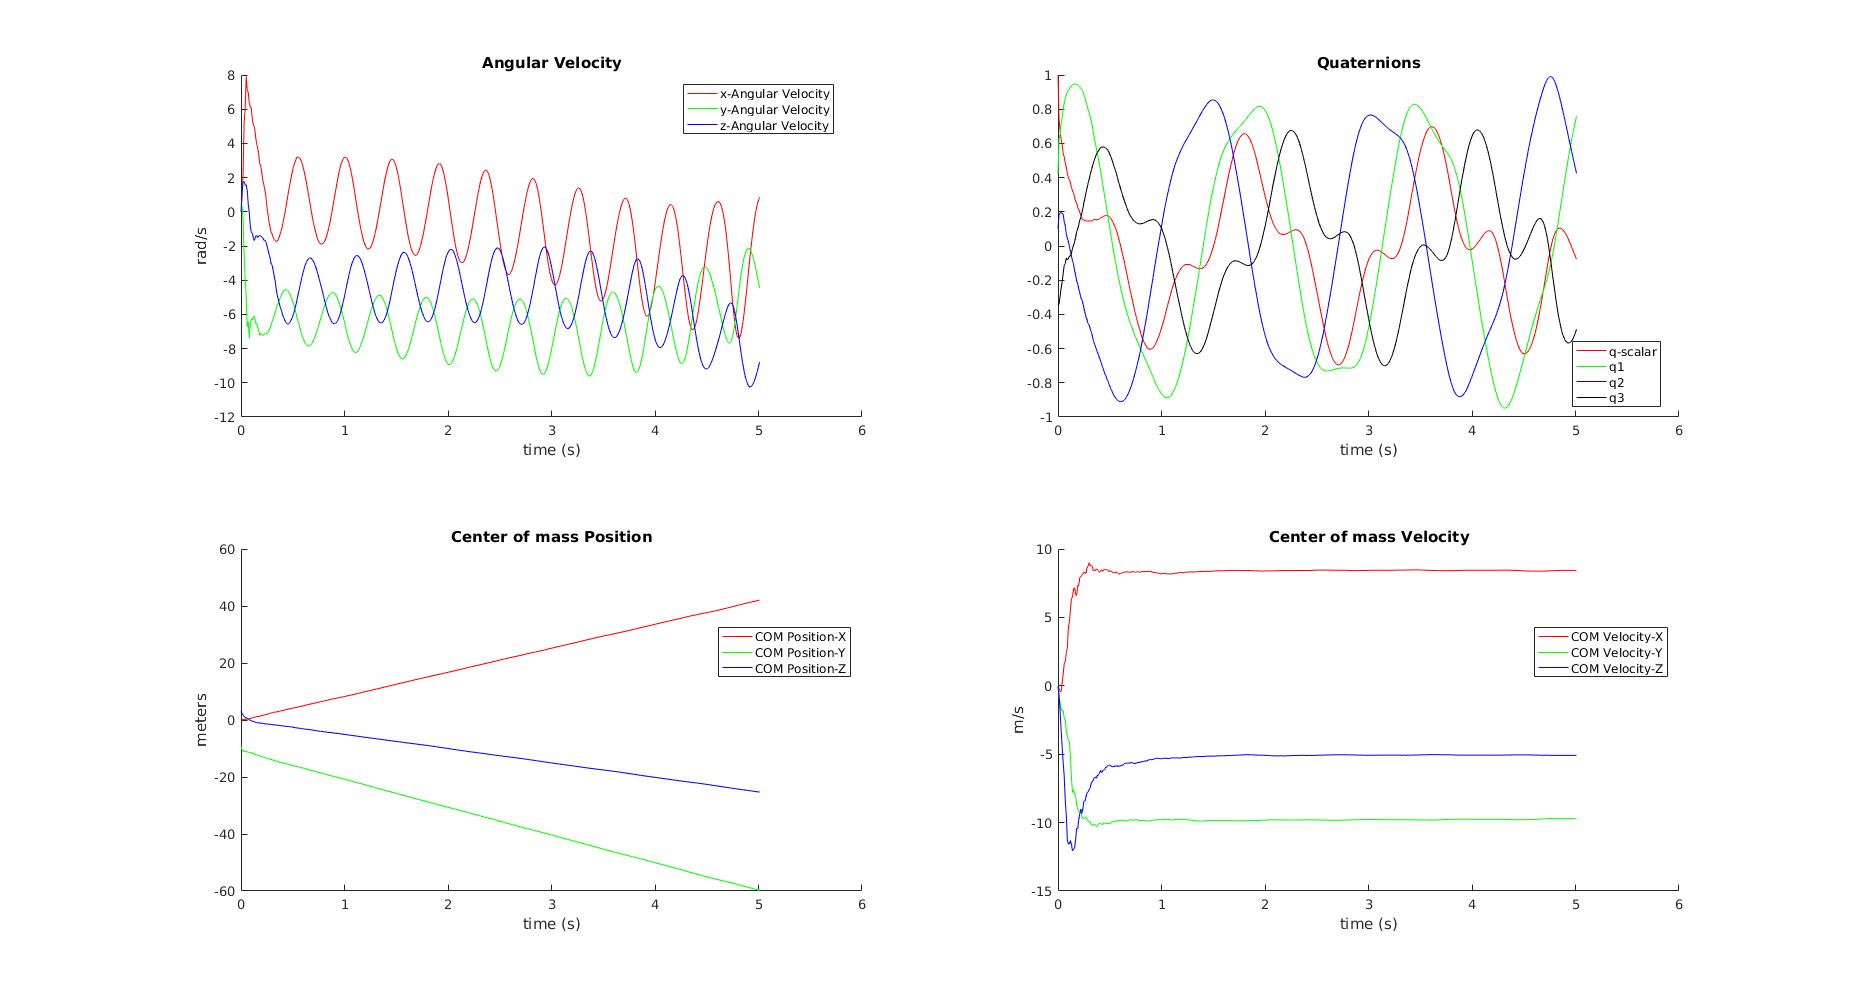 Angular Velocity
8
6
4
2
0
-2
-4
-6
-8
-10
-12
rad/s
x-Angular Velocity
y-Angular Velocity
z-Angular Velocity
0 1 2 3 4 5 6
time (s)
Quaternions
1
0.8
0.6
0.4
0.2
0
-0.2
-0.4
-0.6
-0.8
-1
q-scalar
q1
q2
q3
0 1 2 3 4 5 6
time (s)
Center of mass Position
60
40
20
0
-20
-40
-60
meters
COM Position-X
COM Position-Y
COM Position-Z
0 1 2 3 4 5 6
time (s)
Center of mass Velocity
10
5
0
-5
-10
-15
m/s
COM Velocity-X
COM Velocity-Y
COM Velocity-Z
0 1 2 3 4 5 6
time (s)